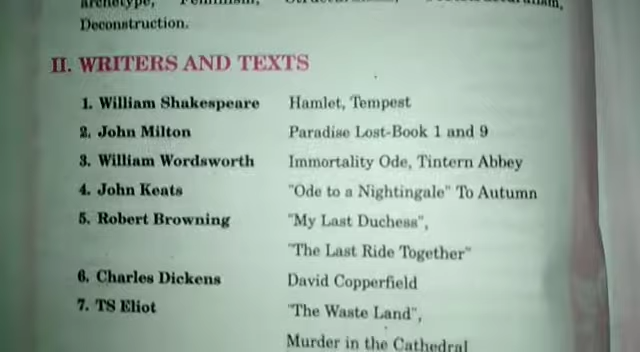 archetype, Feminism, Structuralism,
Deconstruction.
II. WRITERS AND TEXTS
1. William Shakespeare Hamlet, Tempest
2. John Milton Paradise Lost-Book 1 and 9
3. William Wordsworth Immortality Ode, Tintern Abbey
4. John Keats "Ode to a Nightingale" To Autumn
5. Robert Browning "My Last Duchess",
"The Last Ride Together"
6. Charles Dickens David Copperfield
7. TS Eliot "The Waste Land",
Murder in the Cathedral